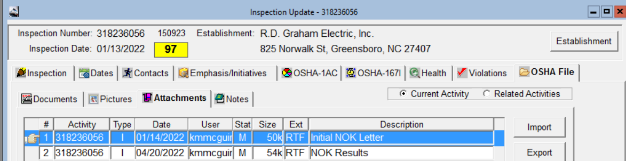 Inspection Update - 318236056
Inspection Number: 318236056 150923 Establishment: R.D. Graham Electric, Inc.
Inspection Date: 01/13/2022 97 825 Norwalk St, Greensboro, NC 27407
Establishment
Inspection Dates Contacts Emphasis/Initiatives OSHA-1AC OSHA-167I Health Violations OSHA File
Documents Pictures Attachments Notes Current Activity Related Activities
# Activity Type Date User Stat Size Ext Description
1 318236056 I 01/14/2022 kmmcguir M 50k RTF Initial NOK Letter
2 318236056 I 04/20/2022 kmmcguir M 54k RTF NOK Results
Import
Export